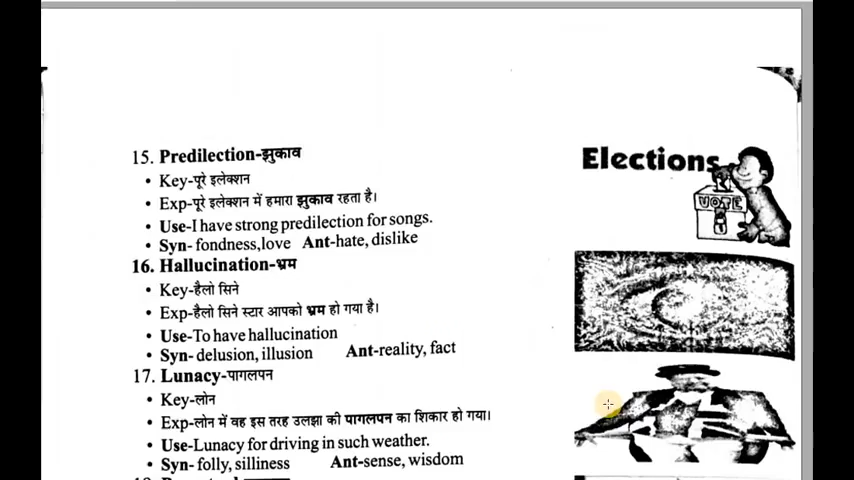 15. Predilection-झुकाव
• Key-पूरे इलेक्शन
• Exp-पूरे इलेक्शन में हमारा झुकाव रहता है।
• Use-I have strong predilection for songs.
• Syn- fondness,love Ant-hate, dislike
16. Hallucination-भ्रम
• Key-हैलो सिने
• Exp-हैलो सिने स्टार आपको भ्रम हो गया है।
• Use-To have hallucination
• Syn- delusion, illusion Ant-reality, fact
17. Lunacy-पागलपन
• Key-लोन
• Exp-लोन में वह इस तरह उलझा की पागलपन का शिकार हो गया।
• Use-Lunacy for driving in such weather.
• Syn- folly, silliness Ant-sense, wisdom
Elections
VOTE